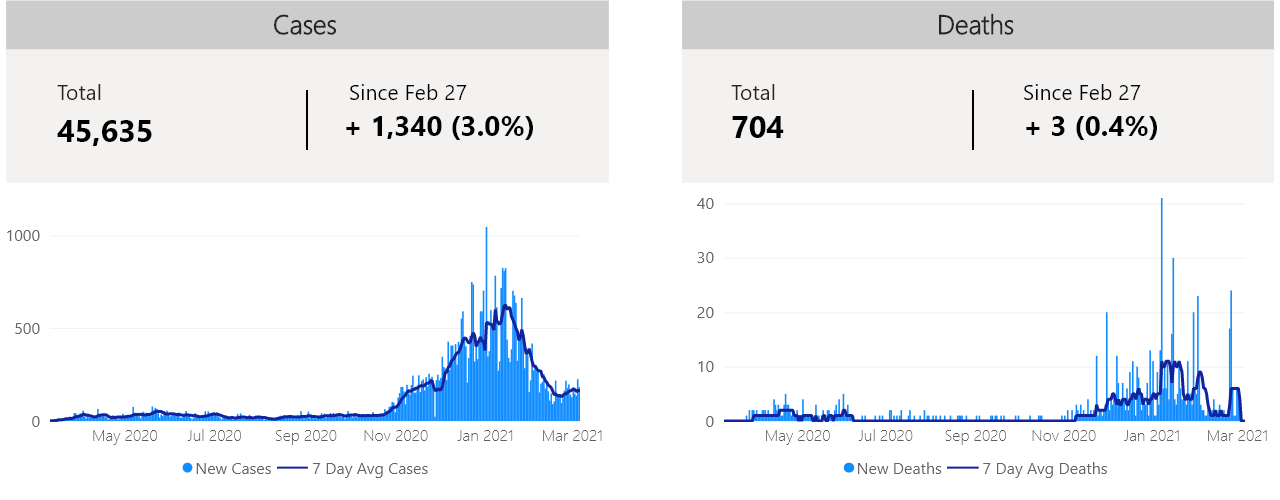 Cases
Total
45,635
Since Feb 27
+ 1,340 (3.0%)
1000
500
0
May 2020 Jul 2020 Sep 2020 Nov 2020 Jan 2021 Mar 2021
New Cases 7 Day Avg Cases
Deaths
Total
704
Since Feb 27
+ 3 (0.4%)
40
30
20
10
0
May 2020 Jul 2020 Sep 2020 Nov 2020 Jan 2021 Mar 2021
New Deaths 7 Day Avg Deaths